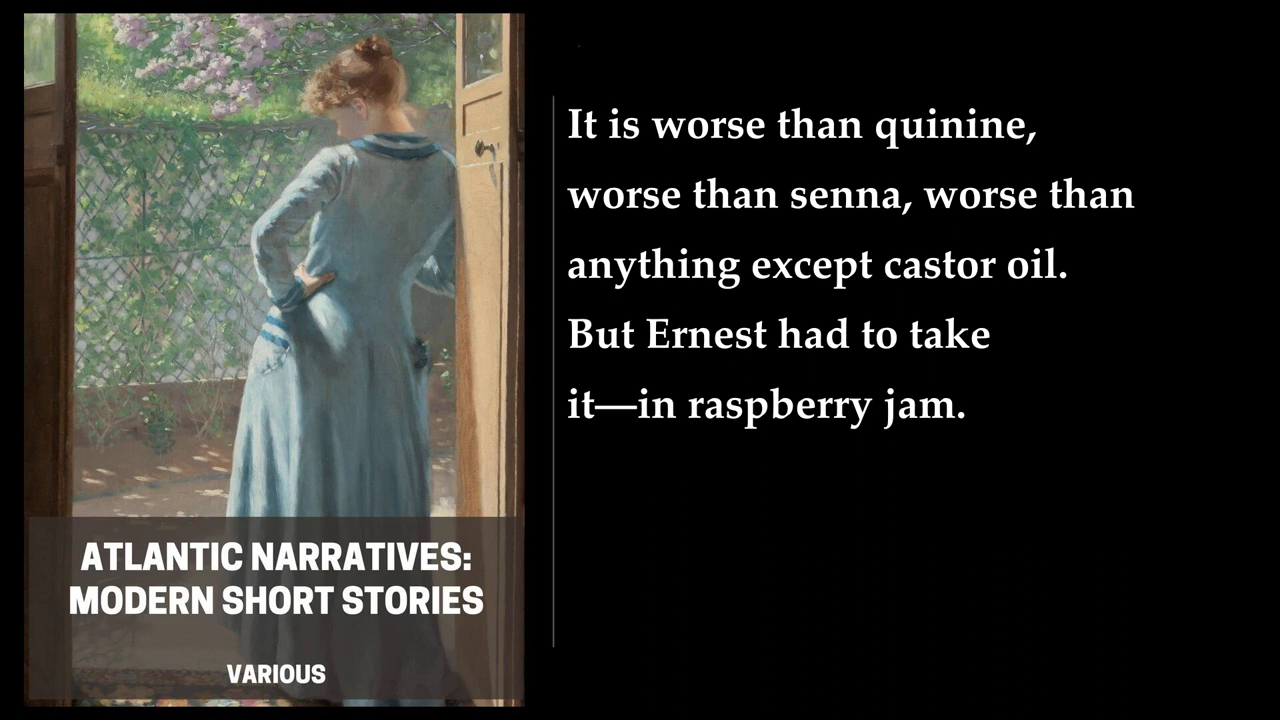 It is worse than quinine,
worse than senna, worse than
anything except castor oil.
But Ernest had to take
it—in raspberry jam.
ATLANTIC NARRATIVES:
MODERN SHORT STORIES
VARIOUS